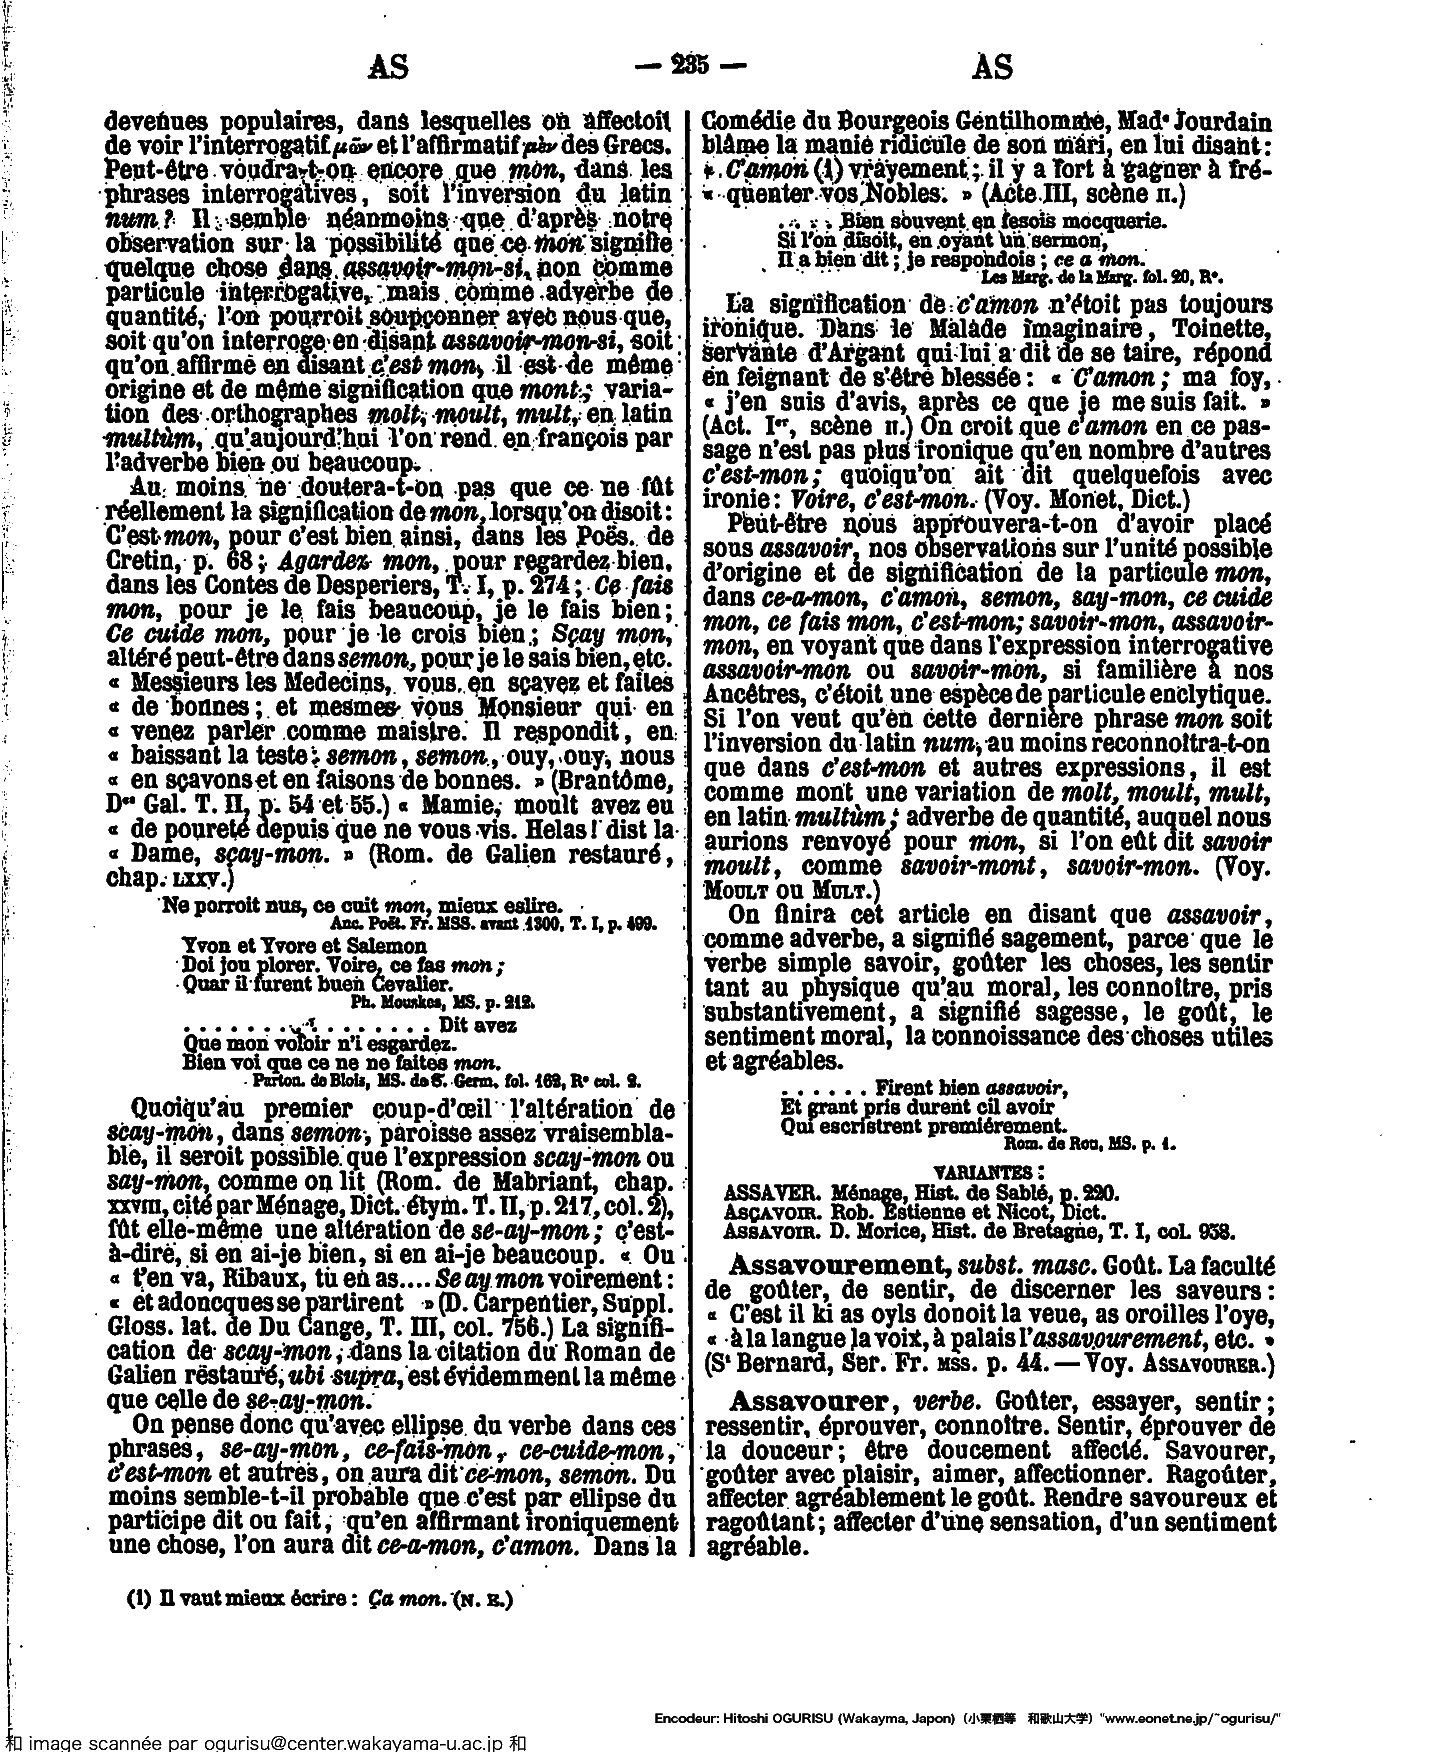 AS — 235 — AS
devenues populaires, dans lesquelles on affectoit
de voir l'interrogatif μῶν et l'affirmatif μὲν des Grecs.
Peut-être voudra-t-on encore que mon, dans les
phrases interrogatives, soit l'inversion du latin
num? Il semble néanmoins que d'après notre
observation sur la possibilité que ce mon signifie
quelque chose dans assavoir-mon-si, non comme
particule interrogative, mais comme adverbe de
quantité, l'on pourroit soupçonner avec nous que,
soit qu'on interroge en disant assavoir-mon-si, soit
qu'on affirme en disant c'est mon, il est de même
origine et de même signification que mont; varia-
tion des orthographes molt, moult, mult, en latin
multùm, qu'aujourd'hui l'on rend en françois par
l'adverbe bien ou beaucoup.
Au moins ne doutera-t-on pas que ce ne fût
réellement la signification de mon, lorsqu'on disoit:
C'est mon, pour c'est bien ainsi, dans les Poës. de
Cretin, p. 68; Agardez mon, pour regardez bien,
dans les Contes de Desperiers, T. I, p. 274; Ce fais
mon, pour je le fais beaucoup, je le fais bien;
Ce cuide mon, pour je le crois bien; Sçay mon,
altéré peut-être dans semon, pour je le sais bien, etc.
« Messieurs les Medecins, vous en sçavez et faites
« de bonnes; et mesmes vous Monsieur qui en
« venez parler comme maistre. Il respondit, en
« baissant la teste: semon, semon, ouy, ouy, nous
« en sçavons et en faisons de bonnes. » (Brantôme,
Des Gal. T. II, p. 54 et 55.) « Mamie, moult avez eu
« de poureté depuis que ne vous vis. Helas! dist la
« Dame, sçay-mon. » (Rom. de Galien restauré,
chap. LXXV.)
Ne porroit nus, ce cuit mon, mieux eslire.
Anc. Poët. Fr. MSS. avant 1300, T. I, p. 499.
Yvon et Yvore et Salemon
Doi jou plorer. Voire, ce fas mon;
Quar il furent buen Cevalier.
Ph. Mouskes, MS. p. 212.
. . . . . . . . . . . . . . . . Dit avez
Que mon voloir n'i esgardez.
Bien voi que ce ne ne faites mon.
Parton. de Blois, MS. de S. Germ. fol. 162, R° col. 2.
Quoiqu'au premier coup-d'œil l'altération de
scay-mon, dans semon, paroisse assez vraisembla-
ble, il seroit possible que l'expression scay-mon ou
say-mon, comme on lit (Rom. de Mabriant, chap.
XXVIII, cité par Ménage, Dict. étym. T. II, p. 217, col. 2),
fût elle-même une altération de se-ay-mon; c'est-
à-dire, si en ai-je bien, si en ai-je beaucoup. « Ou
« t'en va, Ribaux, tu en as.... Se ay mon voirement:
« et adoncques se partirent » (D. Carpentier, Suppl.
Gloss. lat. de Du Cange, T. III, col. 756.) La signifi-
cation de scay-mon, dans la citation du Roman de
Galien restauré, ubi supra, est évidemment la même
que celle de se-ay-mon.
On pense donc qu'avec ellipse du verbe dans ces
phrases, se-ay-mon, ce-fais-mon, ce-cuide-mon,
c'est-mon et autres, on aura dit ce-mon, semon. Du
moins semble-t-il probable que c'est par ellipse du
participe dit ou fait, qu'en affirmant ironiquement
une chose, l'on aura dit ce-a-mon, c'amon. Dans la
Comédie du Bourgeois Gentilhomme, Made Jourdain
blâme la manie ridicule de son mari, en lui disant:
« C'amon (1) vrayement; il y a fort à gagner à fré-
« quenter vos Nobles. » (Acte III, scène II.)
. . . . Bien souvent en fesois mocquerie.
Si l'on disoit, en oyant un sermon,
Il a bien dit; je respondois; ce a mon.
Les Marg. de la Marg. fol. 20, R°.
La signification de c'amon n'étoit pas toujours
ironique. Dans le Malade imaginaire, Toinette,
servante d'Argant qui lui a dit de se taire, répond
en feignant de s'être blessée: « C'amon; ma foy,
« j'en suis d'avis, après ce que je me suis fait. »
(Act. Ier, scène II.) On croit que c'amon en ce pas-
sage n'est pas plus ironique qu'en nombre d'autres
c'est-mon; quoiqu'on ait dit quelquefois avec
ironie: Voire, c'est-mon. (Voy. Monet, Dict.)
Peut-être nous approuvera-t-on d'avoir placé
sous assavoir, nos observations sur l'unité possible
d'origine et de signification de la particule mon,
dans ce-a-mon, c'amon, semon, say-mon, ce cuide
mon, ce fais mon, c'est-mon; savoir-mon, assavoir-
mon, en voyant que dans l'expression interrogative
assavoir-mon ou savoir-mon, si familière à nos
Ancêtres, c'étoit une espèce de particule enclytique.
Si l'on veut qu'en cette dernière phrase mon soit
l'inversion du latin num, au moins reconnoîtra-t-on
que dans c'est-mon et autres expressions, il est
comme mont une variation de molt, moult, mult,
en latin multùm; adverbe de quantité, auquel nous
aurions renvoyé pour mon, si l'on eût dit savoir
moult, comme savoir-mont, savoir-mon. (Voy.
MOULT ou MULT.)
On finira cet article en disant que assavoir,
comme adverbe, a signifié sagement, parce que le
verbe simple savoir, goûter les choses, les sentir
tant au physique qu'au moral, les connoître, pris
substantivement, a signifié sagesse, le goût, le
sentiment moral, la connoissance des choses utiles
et agréables.
. . . . . . Firent bien assavoir,
Et grant pris durent cil avoir
Qui escristrent premiérement.
Rom. de Rou, MS. p. 1.
VARIANTES:
ASSAVER. Ménage, Hist. de Sablé, p. 220.
ASÇAVOIR. Rob. Estienne et Nicot, Dict.
ASSAVOIR. D. Morice, Hist. de Bretagne, T. I, col. 958.
Assavourement, subst. masc. Goût. La faculté
de goûter, de sentir, de discerner les saveurs:
« C'est il ki as oyls donoit la veue, as oroilles l'oye,
« à la langue la voix, à palais l'assavourement, etc. »
(St Bernard, Ser. Fr. MSS. p. 44. — Voy. ASSAVOURER.)
Assavourer, verbe. Goûter, essayer, sentir;
ressentir, éprouver, connoître. Sentir, éprouver de
la douceur; être doucement affecté. Savourer,
goûter avec plaisir, aimer, affectionner. Ragoûter,
affecter agréablement le goût. Rendre savoureux et
ragoûtant; affecter d'une sensation, d'un sentiment
agréable.
(1) Il vaut mieux écrire: Ça mon. (N. E.)
Encodeur: Hitoshi OGURISU (Wakayma, Japon) (小栗栖等 和歌山大学) "www.eonet.ne.jp/~ogurisu/"
和 image scannée par ogurisu@center.wakayama-u.ac.jp 和